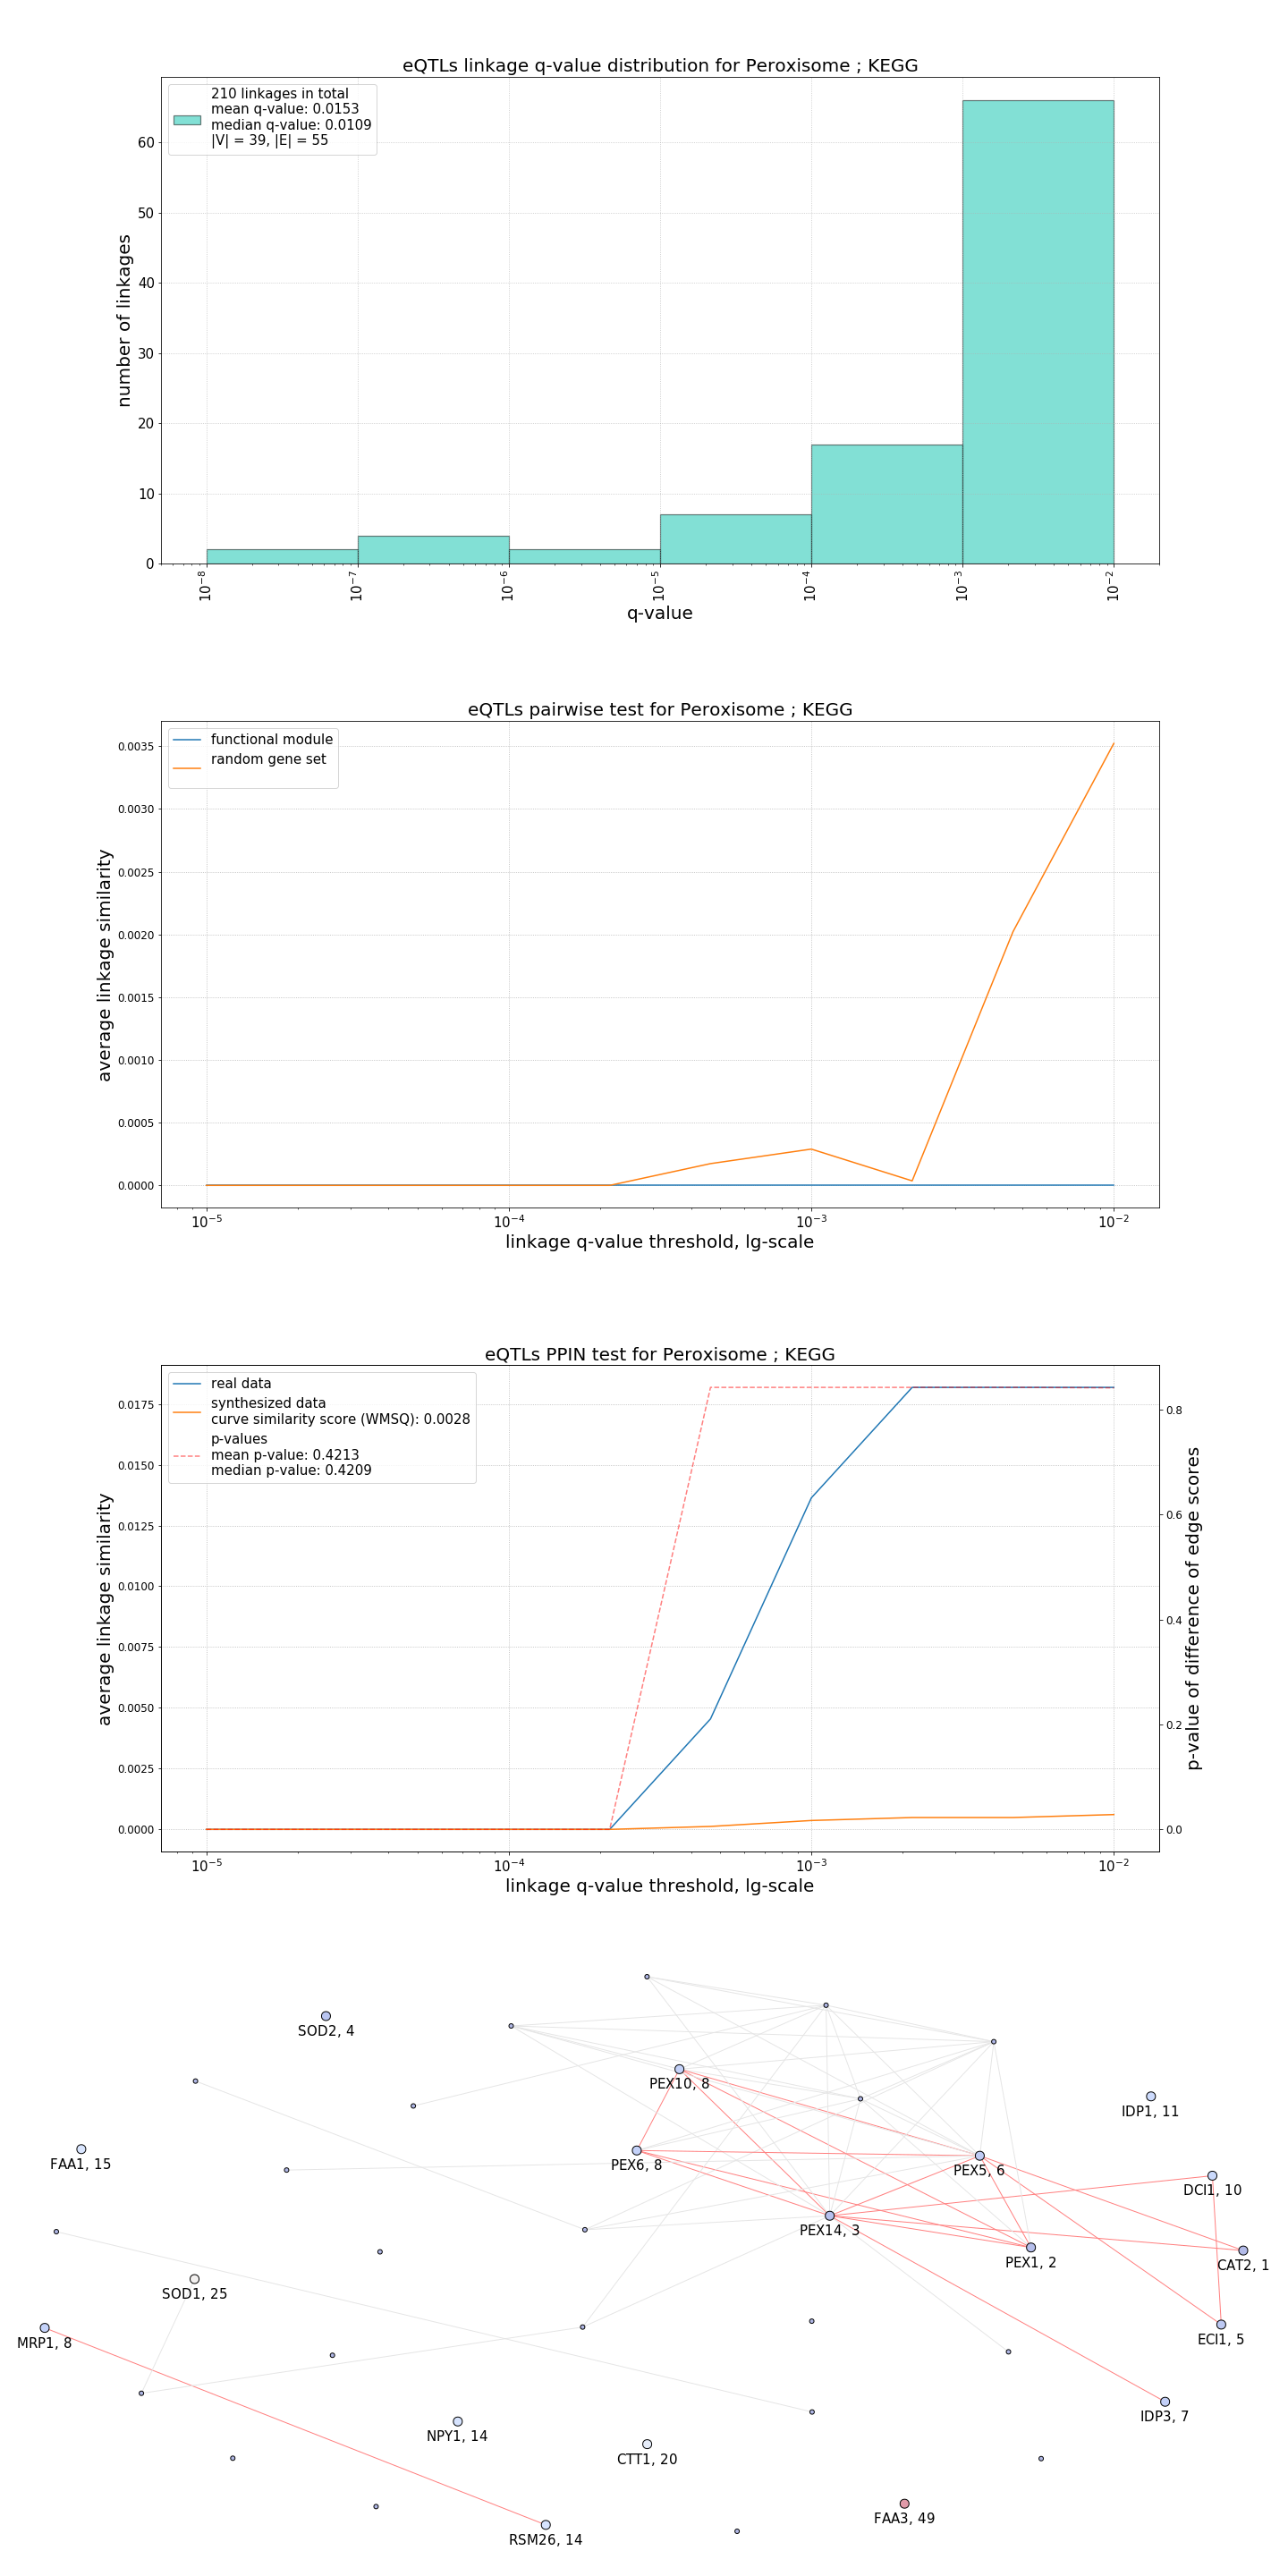 eQTLs linkage q-value distribution for Peroxisome ; KEGG
210 linkages in total
mean q-value: 0.0153
median q-value: 0.0109
|V| = 39, |E| = 55
number of linkages
60
50
40
30
20
10
0
10^-8 10^-7 10^-6 10^-5 10^-4 10^-3 10^-2
q-value
eQTLs pairwise test for Peroxisome ; KEGG
functional module
random gene set
average linkage similarity
0.0035
0.0030
0.0025
0.0020
0.0015
0.0010
0.0005
0.0000
10^-5 10^-4 10^-3 10^-2
linkage q-value threshold, lg-scale
eQTLs PPIN test for Peroxisome ; KEGG
real data
synthesized data
curve similarity score (WMSQ): 0.0028
p-values
mean p-value: 0.4213
median p-value: 0.4209
average linkage similarity
0.0175
0.0150
0.0125
0.0100
0.0075
0.0050
0.0025
0.0000
0.8
0.6
0.4
0.2
0.0
p-value of difference of edge scores
10^-5 10^-4 10^-3 10^-2
linkage q-value threshold, lg-scale
SOD2, 4
PEX10, 8
IDP1, 11
FAA1, 15
PEX6, 8
PEX5, 6
DCI1, 10
PEX14, 3
PEX1, 2
CAT2, 1
SOD1, 25
MRP1, 8
ECI1, 5
IDP3, 7
NPY1, 14
CTT1, 20
FAA3, 49
RSM26, 14